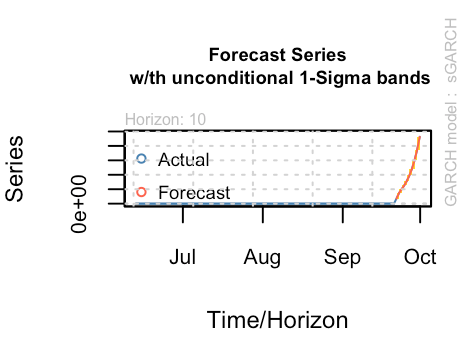 Forecast Series
w/th unconditional 1-Sigma bands
Horizon: 10
GARCH model : sGARCH
Series
0e+00
Actual
Forecast
Jul Aug Sep Oct
Time/Horizon